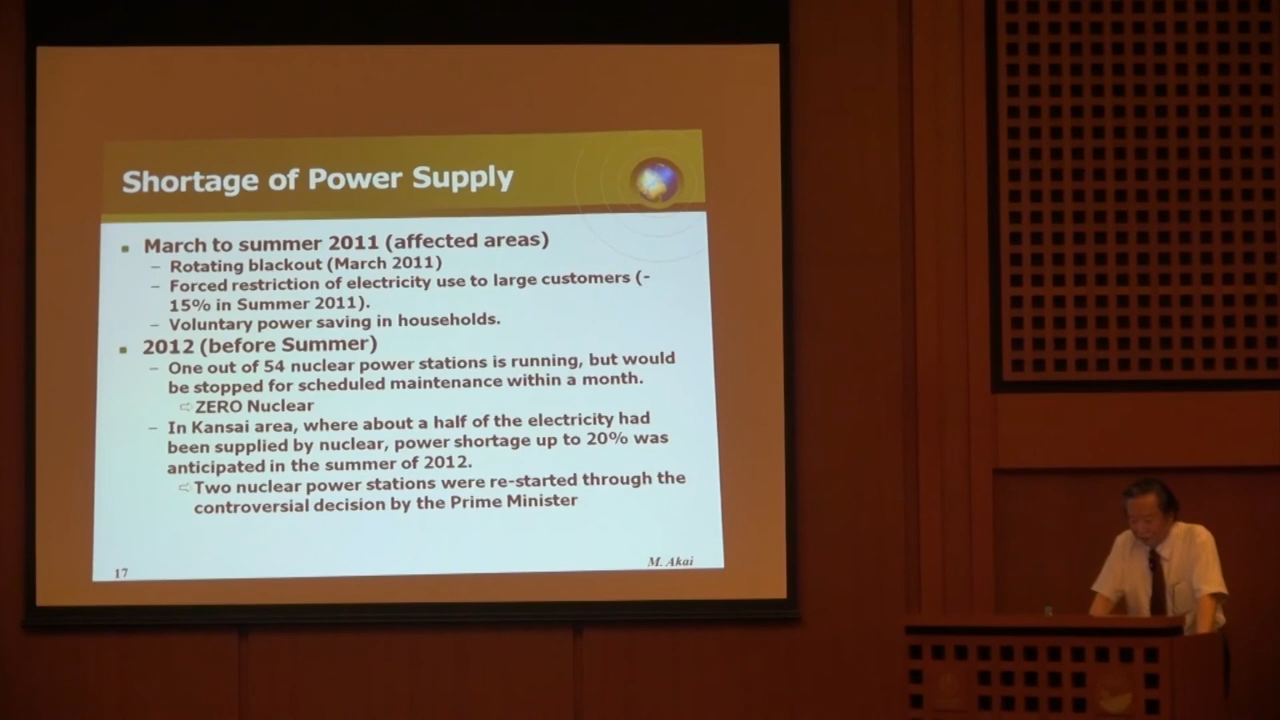 Shortage of Power Supply
March to summer 2011 (affected areas)
– Rotating blackout (March 2011)
– Forced restriction of electricity use to large customers (-
15% in Summer 2011).
– Voluntary power saving in households.
2012 (before Summer)
– One out of 54 nuclear power stations is running, but would
be stopped for scheduled maintenance within a month.
⇨ZERO Nuclear
– In Kansai area, where about a half of the electricity had
been supplied by nuclear, power shortage up to 20% was
anticipated in the summer of 2012.
⇨Two nuclear power stations were re-started through the
controversial decision by the Prime Minister
17
M. Akai